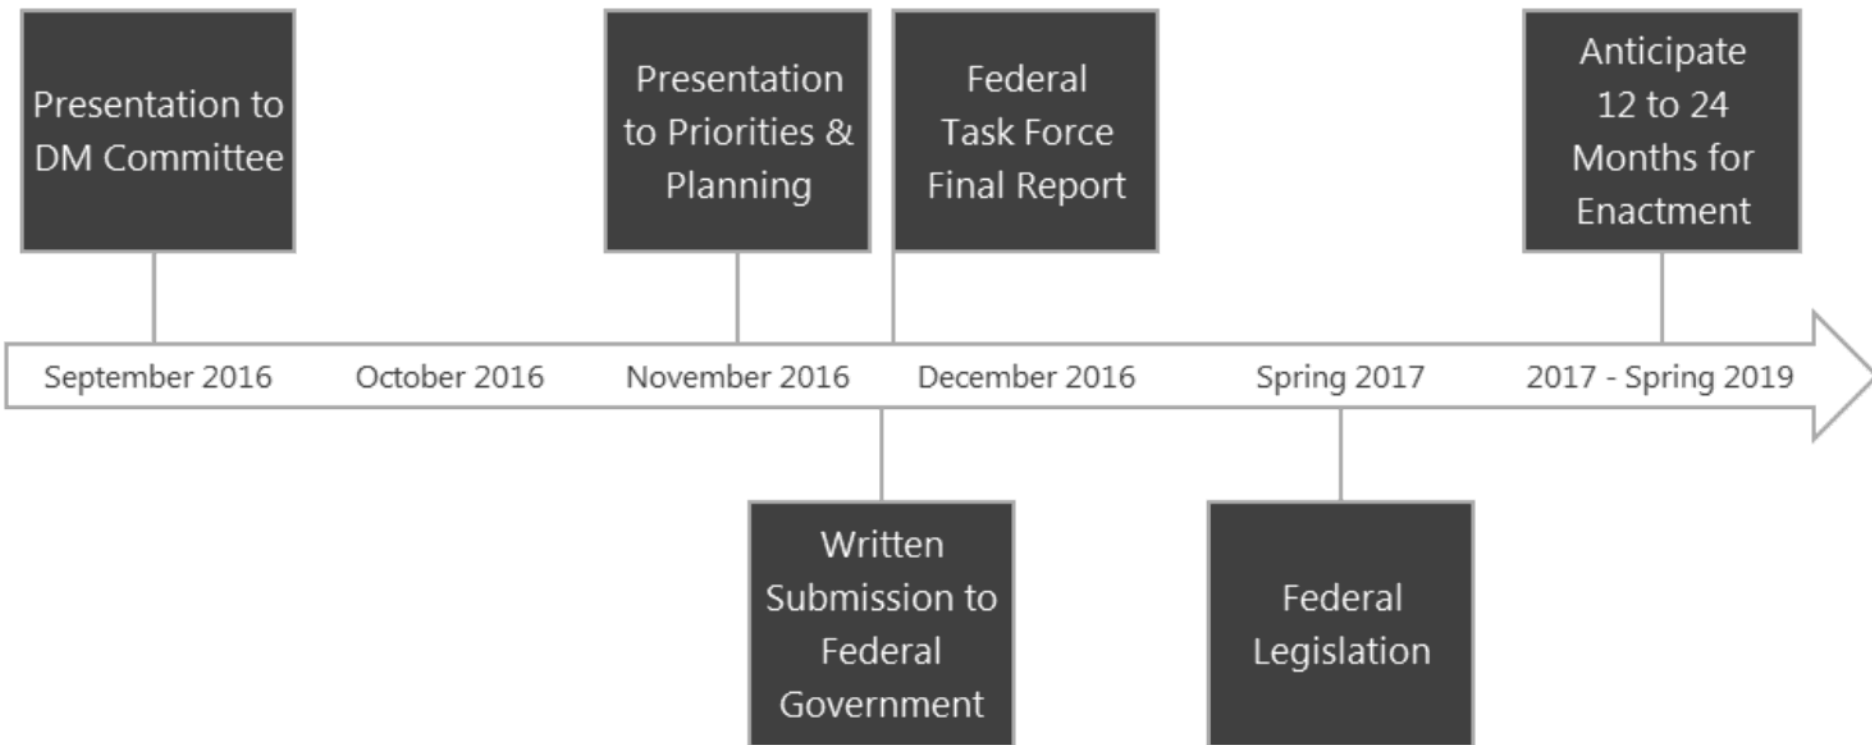 Presentation to
DM Committee
Presentation
to Priorities &
Planning
Federal
Task Force
Final Report
Anticipate
12 to 24
Months for
Enactment
September 2016
October 2016
November 2016
December 2016
Spring 2017
2017 - Spring 2019
Written
Submission to
Federal
Government
Federal
Legislation